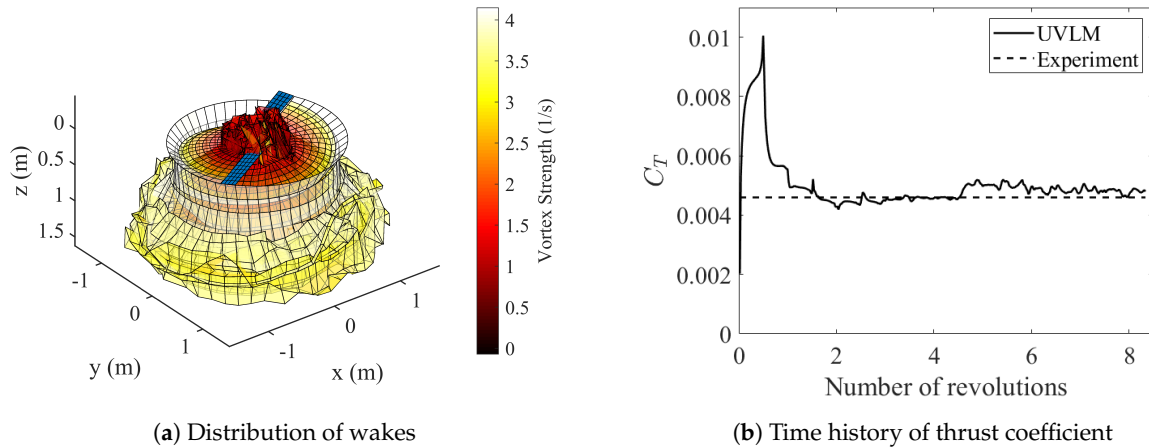 0
0.5
1
1.5
z (m)
-1
0
1
y (m)
-1
0
1
x (m)
4
3.5
3
2.5
2
1.5
1
0.5
0
Vortex Strength (1/s)
(a) Distribution of wakes
0.01
0.008
0.006
0.004
0.002
0
C_T
UVLM
Experiment
0 2 4 6 8
Number of revolutions
(b) Time history of thrust coefficient